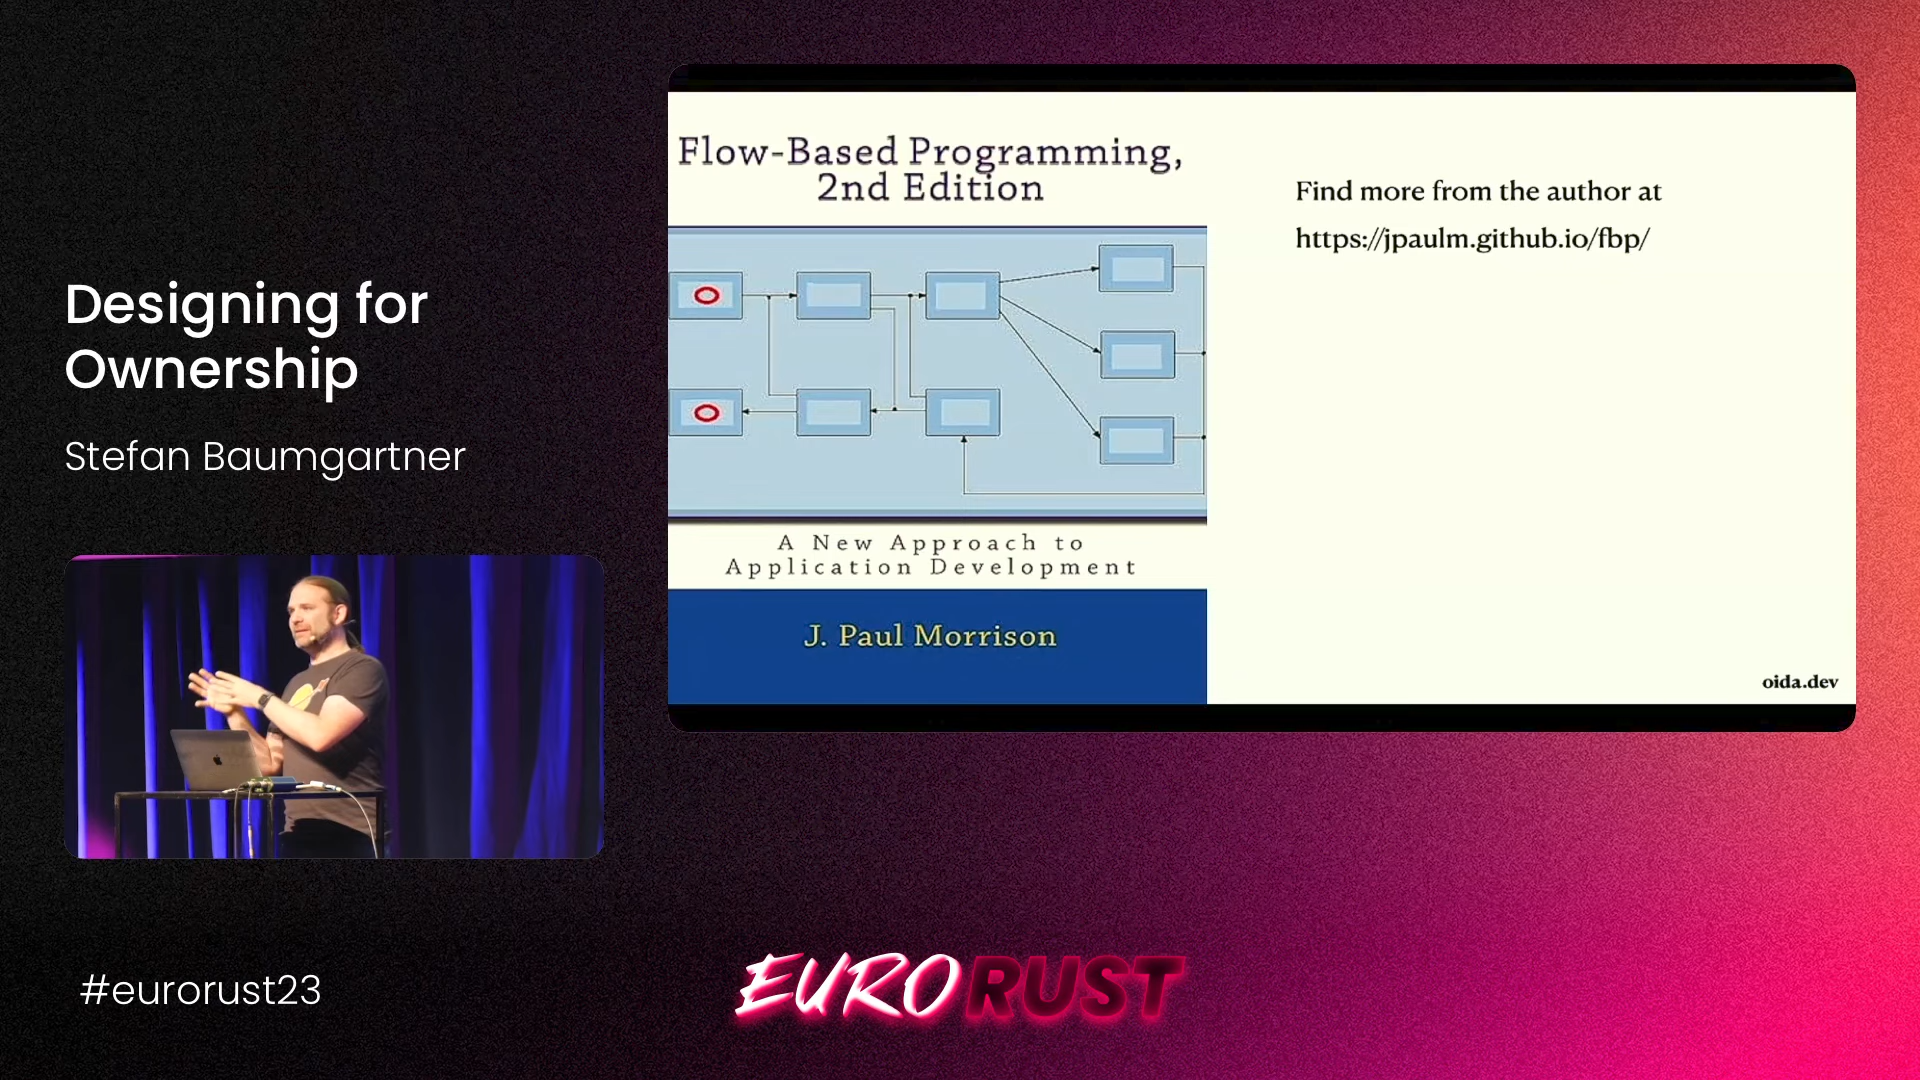 Designing for
Ownership
Stefan Baumgartner
Flow-Based Programming,
2nd Edition
A New Approach to
Application Development
J. Paul Morrison
Find more from the author at
https://jpaulm.github.io/fbp/
oida.dev
#eurorust23
EURORUST